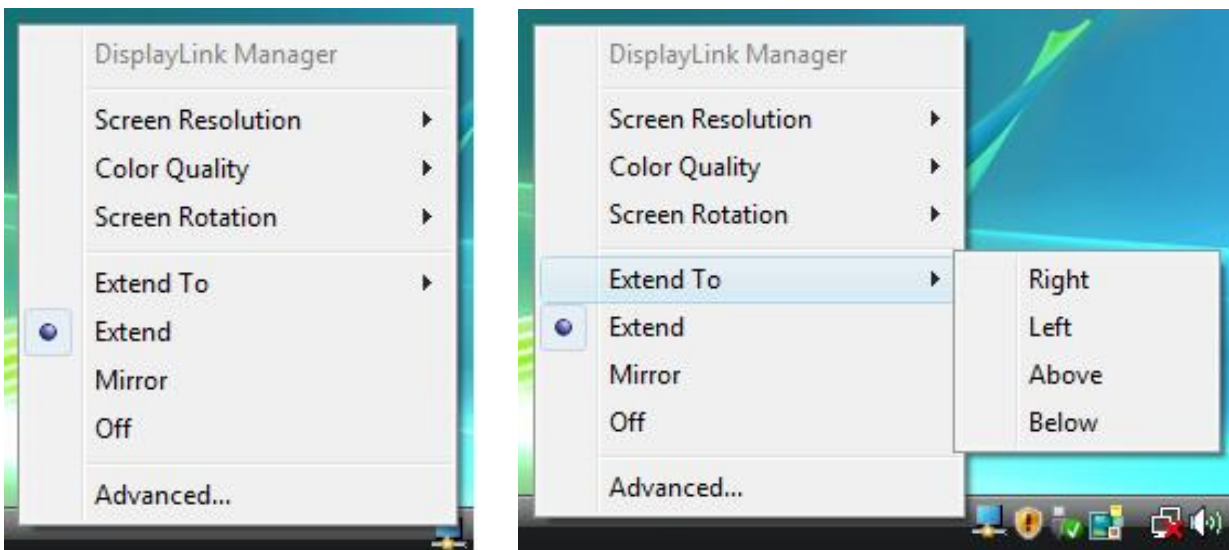 DisplayLink Manager
Screen Resolution
Color Quality
Screen Rotation
Extend To
Extend
Mirror
Off
Advanced...
DisplayLink Manager
Screen Resolution
Color Quality
Screen Rotation
Extend To
Extend
Mirror
Off
Advanced...
Right
Left
Above
Below